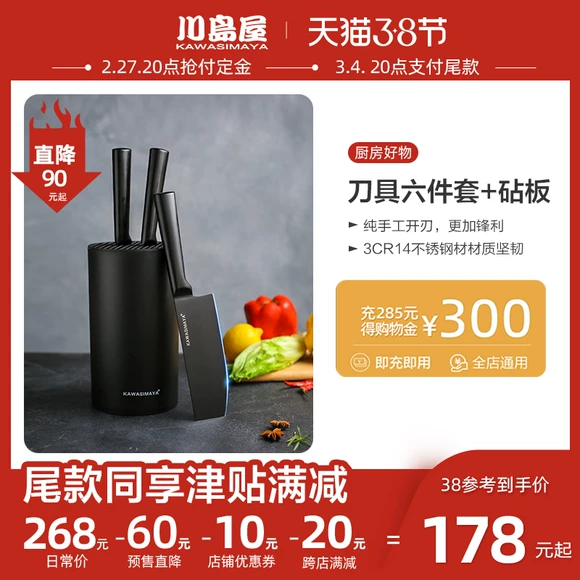 川岛屋 天猫3.8节
KAWASIMAYA
2.27.20点抢付定金 3.4. 20点支付尾款
直降
90
元起
厨房好物
刀具六件套+砧板
• 纯手工开刃，更加锋利
• 3CR14不锈钢材材质坚韧
充285元
得购物金 ¥300
即充即用 全店通用
KAWASIMAYA
KAWASIMAYA
尾款同享津贴满减 38参考到手价
268元 -60元 -10元 -20元 = 178元起
日常价 预售直降 店铺优惠券 跨店满减